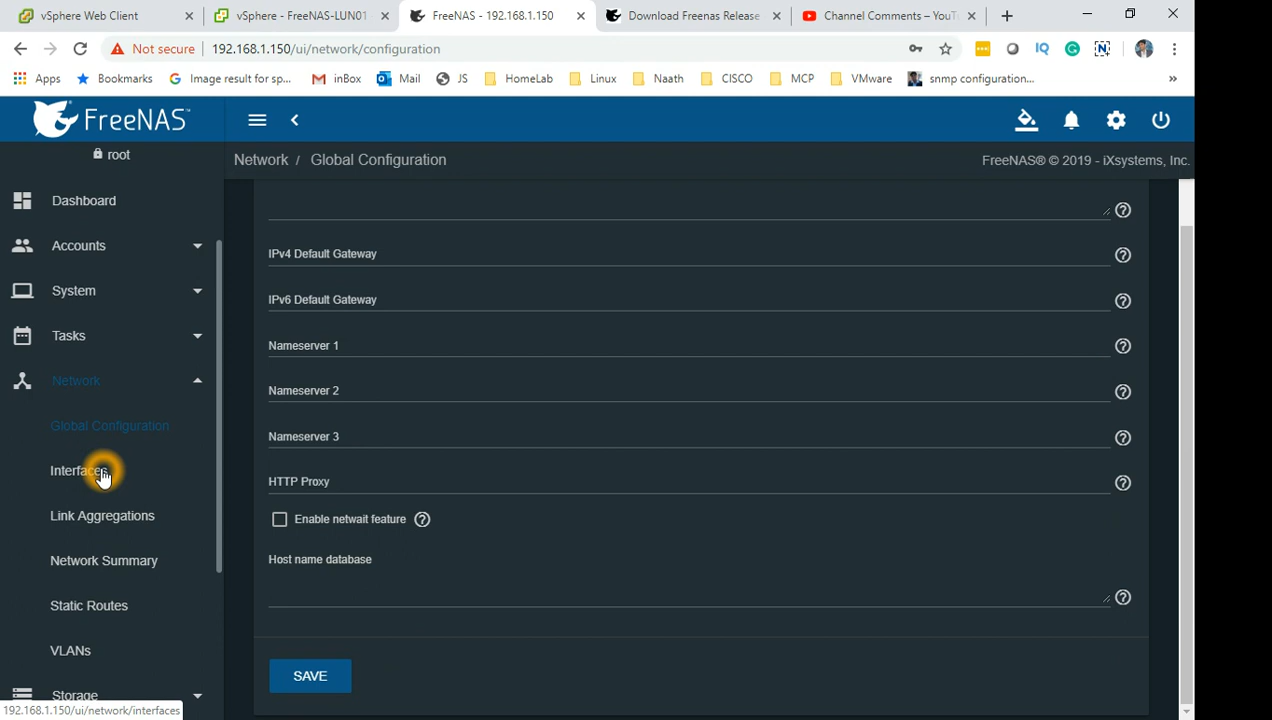 vSphere Web Client
vSphere - FreeNAS-LUN01 -
FreeNAS - 192.168.1.150
Download Freenas Release
Channel Comments – YouT
Not secure
192.168.1.150/ui/network/configuration
IQ
N
Apps
Bookmarks
Image result for sp...
inBox
Mail
JS
HomeLab
Linux
Naath
CISCO
MCP
VMware
snmp configuration...
»
FreeNAS™
root
Network / Global Configuration
FreeNAS® © 2019 - iXsystems, Inc.
Dashboard
Accounts
System
Tasks
Network
Global Configuration
Interfaces
Link Aggregations
Network Summary
Static Routes
VLANs
Storage
IPv4 Default Gateway
IPv6 Default Gateway
Nameserver 1
Nameserver 2
Nameserver 3
HTTP Proxy
Enable netwait feature
Host name database
SAVE
192.168.1.150/ui/network/interfaces